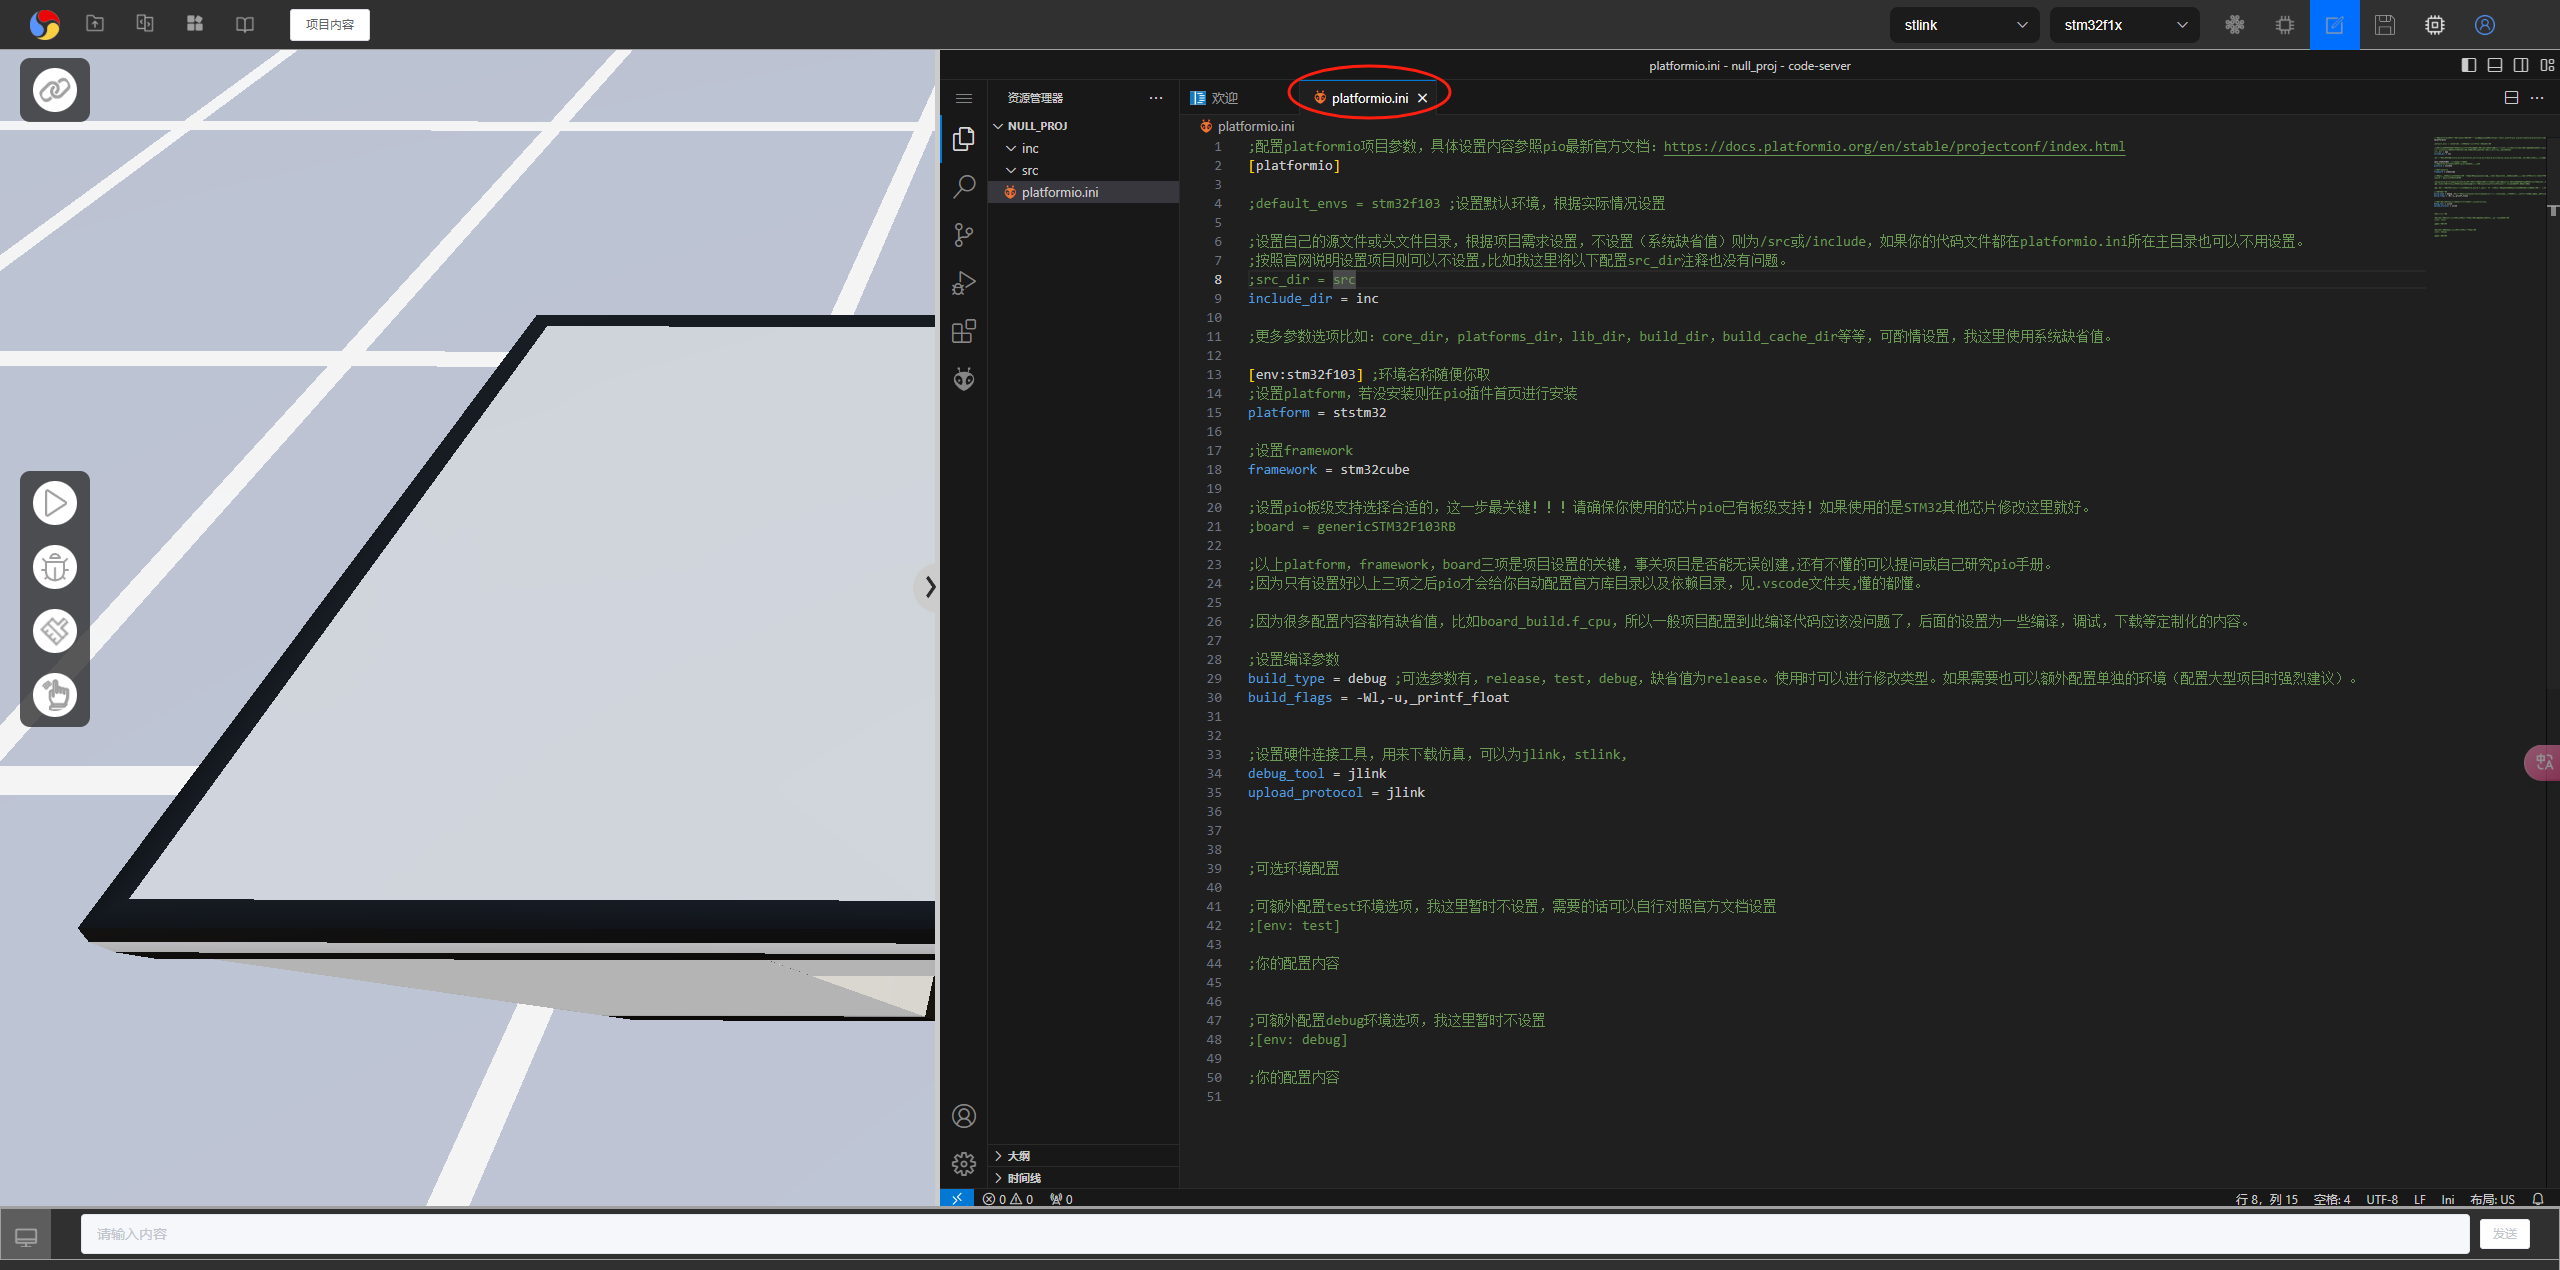 项目内容
stlink
stm32f1x
platformio.ini - null_proj - code-server
资源管理器
欢迎
platformio.ini
NULL_PROJ
inc
src
platformio.ini
platformio.ini
1 ;配置platformio项目参数，具体设置内容参照pio最新官方文档：https://docs.platformio.org/en/stable/projectconf/index.html
2 [platformio]
3
4 ;default_envs = stm32f103 ;设置默认环境，根据实际情况设置
5
6 ;设置自己的源文件或头文件目录，根据项目需求设置，不设置（系统缺省值）则为/src或/include，如果你的代码文件都在platformio.ini所在主目录也可以不用设置。
7 ;按照官网说明设置项目则可以不设置,比如我这里将以下配置src_dir注释也没有问题。
8 ;src_dir = src
9 include_dir = inc
10
11 ;更多参数选项比如：core_dir，platforms_dir，lib_dir，build_dir，build_cache_dir等等，可酌情设置，我这里使用系统缺省值。
12
13 [env:stm32f103] ;环境名称随便你取
14 ;设置platform，若没安装则在pio插件首页进行安装
15 platform = ststm32
16
17 ;设置framework
18 framework = stm32cube
19
20 ;设置pio板级支持选择合适的，这一步最关键！！！请确保你使用的芯片pio已有板级支持！如果使用的是STM32其他芯片修改这里就好。
21 ;board = genericSTM32F103RB
22
23 ;以上platform，framework，board三项是项目设置的关键，事关项目是否能无误创建,还有不懂的可以提问或自己研究pio手册。
24 ;因为只有设置好以上三项之后pio才会给你自动配置官方库目录以及依赖目录，见.vscode文件夹,懂的都懂。
25
26 ;因为很多配置内容都有缺省值，比如board_build.f_cpu，所以一般项目配置到此编译代码应该没问题了，后面的设置为一些编译，调试，下载等定制化的内容。
27
28 ;设置编译参数
29 build_type = debug ;可选参数有，release，test，debug，缺省值为release。使用时可以进行修改类型。如果需要也可以额外配置单独的环境（配置大型项目时强烈建议）。
30 build_flags = -Wl,-u,_printf_float
31
32
33 ;设置硬件连接工具，用来下载仿真，可以为jlink，stlink,
34 debug_tool = jlink
35 upload_protocol = jlink
36
37
38
39 ;可选环境配置
40
41 ;可额外配置test环境选项，我这里暂时不设置，需要的话可以自行对照官方文档设置
42 ;[env: test]
43
44 ;你的配置内容
45
46
47 ;可额外配置debug环境选项，我这里暂时不设置
48 ;[env: debug]
49
50 ;你的配置内容
51
大纲
时间线
0 0 0
行 8，列 15 空格: 4 UTF-8 LF Ini 布局: US
请输入内容
发送